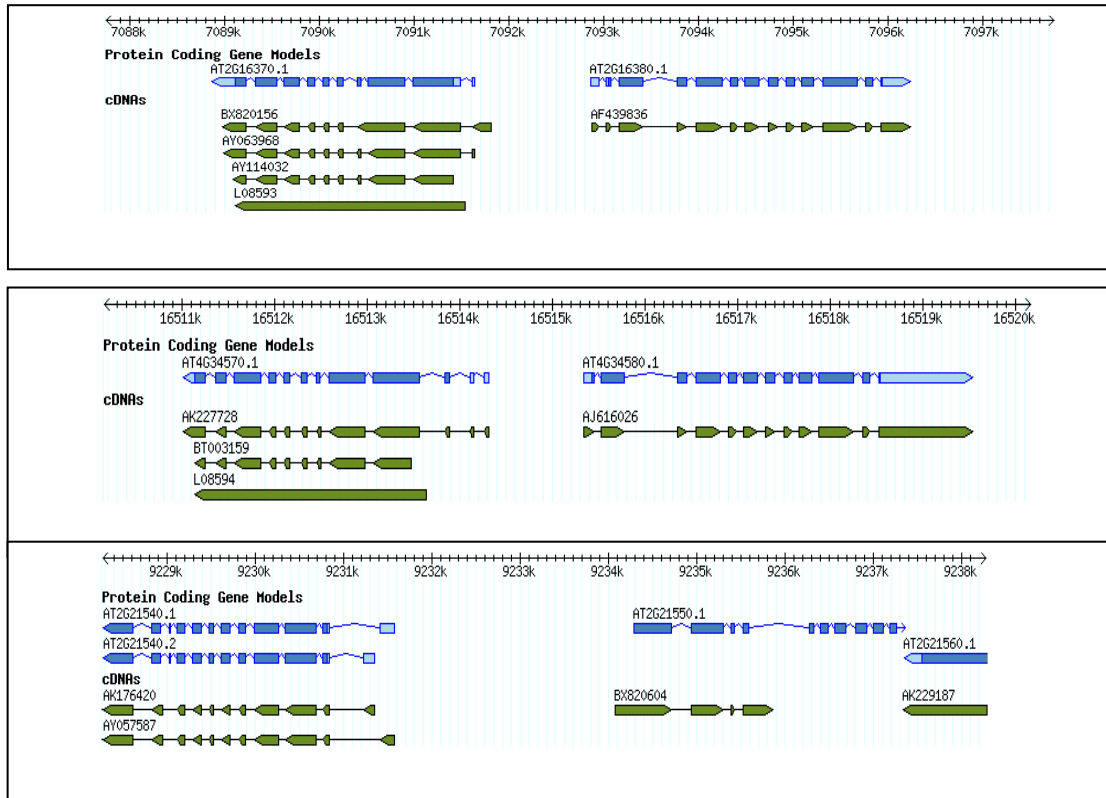 7088k 7089k 7090k 7091k 7092k 7093k 7094k 7095k 7096k 7097k
Protein Coding Gene Models
AT2G16370.1 AT2G16380.1
cDNAs
BX820156 AF439836
AY063968
AY114032
L08593
16511k 16512k 16513k 16514k 16515k 16516k 16517k 16518k 16519k 16520k
Protein Coding Gene Models
AT4G34570.1 AT4G34580.1
cDNAs
AK227728 AJ616026
BT003159
L08594
9229k 9230k 9231k 9232k 9233k 9234k 9235k 9236k 9237k 9238k
Protein Coding Gene Models
AT2G21540.1 AT2G21550.1
AT2G21540.2 AT2G21560.1
cDNAs
AK176420 BX820604 AK229187
AY057587